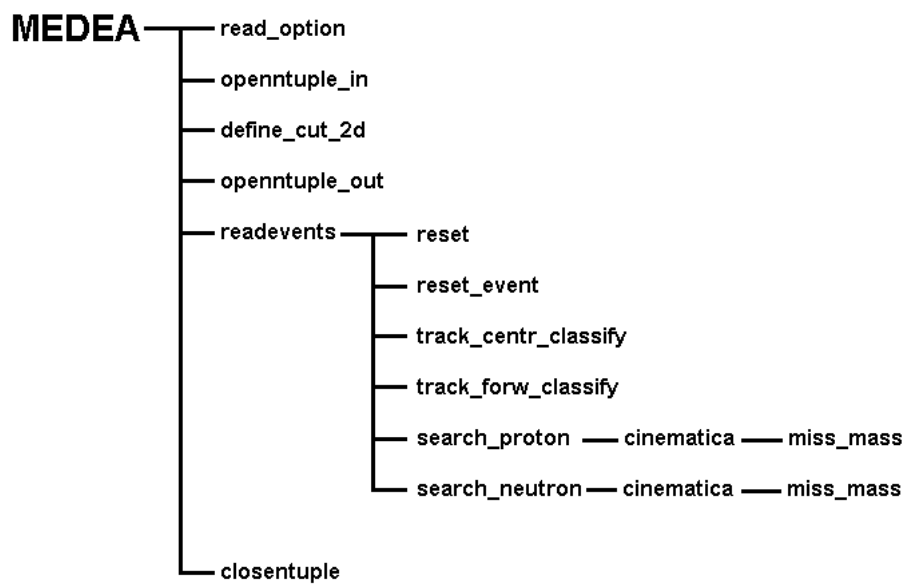 MEDEA read_option
openntuple_in
define_cut_2d
openntuple_out
readevents reset
reset_event
track_centr_classify
track_forw_classify
search_proton cinematica miss_mass
search_neutron cinematica miss_mass
closentuple